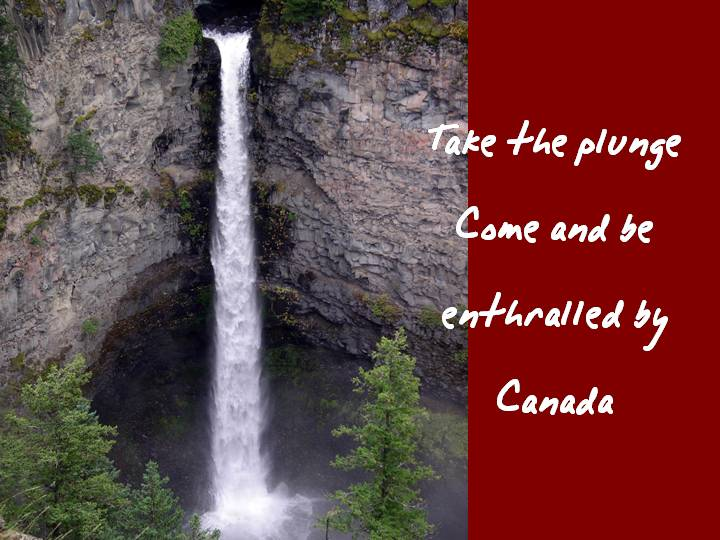 Take the plunge
Come and be
enthralled by
Canada